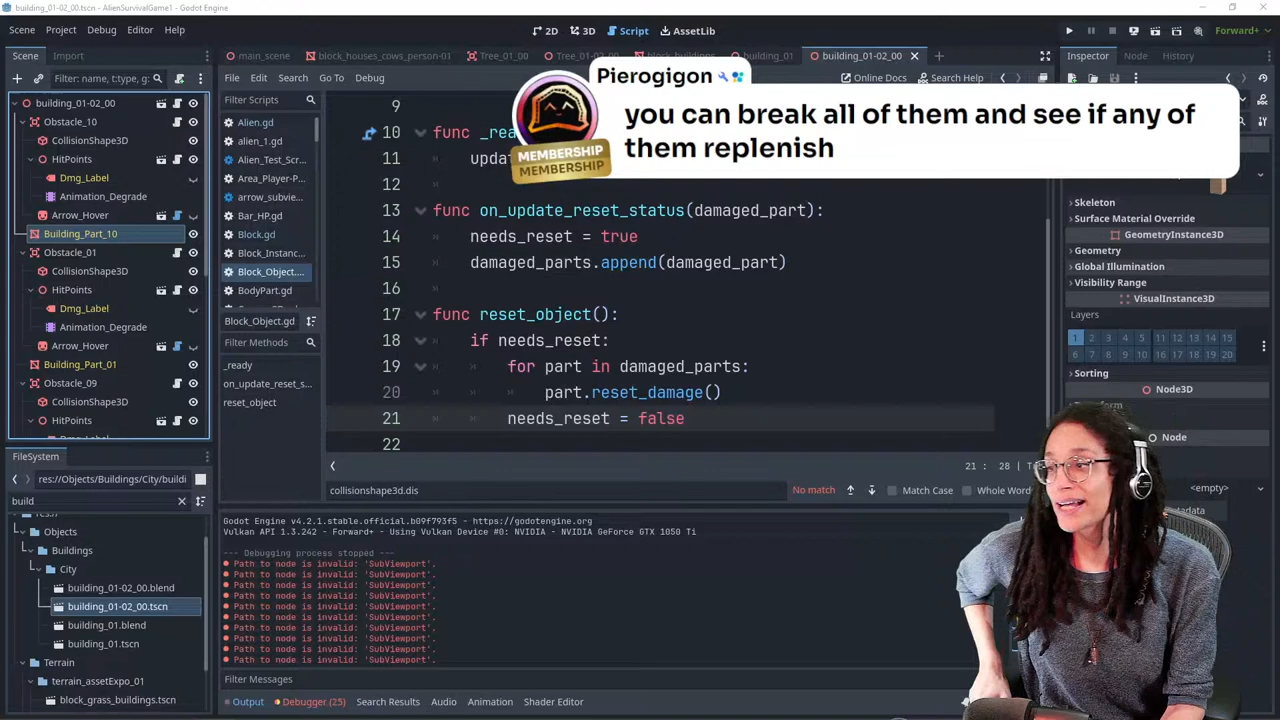 building_01-02_00.tscn - AlienSurvivalGame1 - Godot Engine
Scene Project Debug Editor Help
2D 3D Script AssetLib
Forward+
Scene Import
main_scene block_houses_cows_person-01 Tree_01_00 building_01 building_01-02_00
Inspector Node History
Filter: name, t:type, g:
File Edit Search Go To Debug
Online Docs Search Help
Pierogigon
you can break all of them and see if any of
them replenish
MEMBERSHIP
MEMBERSHIP
building_01-02_00
Obstacle_10
CollisionShape3D
HitPoints
Dmg_Label
Animation_Degrade
Arrow_Hover
Building_Part_10
Obstacle_01
CollisionShape3D
HitPoints
Dmg_Label
Animation_Degrade
Arrow_Hover
Building_Part_01
Obstacle_09
CollisionShape3D
HitPoints
Filter Scripts
Alien.gd
alien_1.gd
Alien_Test_Scr...
Area_Player-P...
arrow_subvie...
Bar_HP.gd
Block.gd
Block_Instanc...
Block_Object....
BodyPart.gd
Block_Object.gd
Filter Methods
_ready
on_update_reset_s...
reset_object
9
10 func _rea
11 updat
12
13 func on_update_reset_status(damaged_part):
14 needs_reset = true
15 damaged_parts.append(damaged_part)
16
17 func reset_object():
18 if needs_reset:
19 for part in damaged_parts:
20 part.reset_damage()
21 needs_reset = false
22
21 : 28
collisionshape3d.dis
No match
Match Case
Whole Word
Skeleton
Surface Material Override
GeometryInstance3D
Geometry
Global Illumination
Visibility Range
VisualInstance3D
Layers
1 2 3 4 5 12 13 14 15
6 7 8 9 10
Sorting
Node3D
Node
<empty>
FileSystem
res://Objects/Buildings/City/buildi
build
Objects
Buildings
City
building_01-02_00.blend
building_01-02_00.tscn
building_01.blend
building_01.tscn
Terrain
terrain_assetExpo_01
block_grass_buildings.tscn
Godot Engine v4.2.1.stable.official.b09f793f5 - https://godotengine.org
Vulkan API 1.3.242 - Forward+ - Using Vulkan Device #0: NVIDIA - NVIDIA GeForce GTX 1050 Ti
--- Debugging process stopped ---
Path to node is invalid: 'SubViewport'.
Path to node is invalid: 'SubViewport'.
Path to node is invalid: 'SubViewport'.
Path to node is invalid: 'SubViewport'.
Path to node is invalid: 'SubViewport'.
Path to node is invalid: 'SubViewport'.
Path to node is invalid: 'SubViewport'.
Path to node is invalid: 'SubViewport'.
Path to node is invalid: 'SubViewport'.
Path to node is invalid: 'SubViewport'.
Filter Messages
Output Debugger (25) Search Results Audio Animation Shader Editor